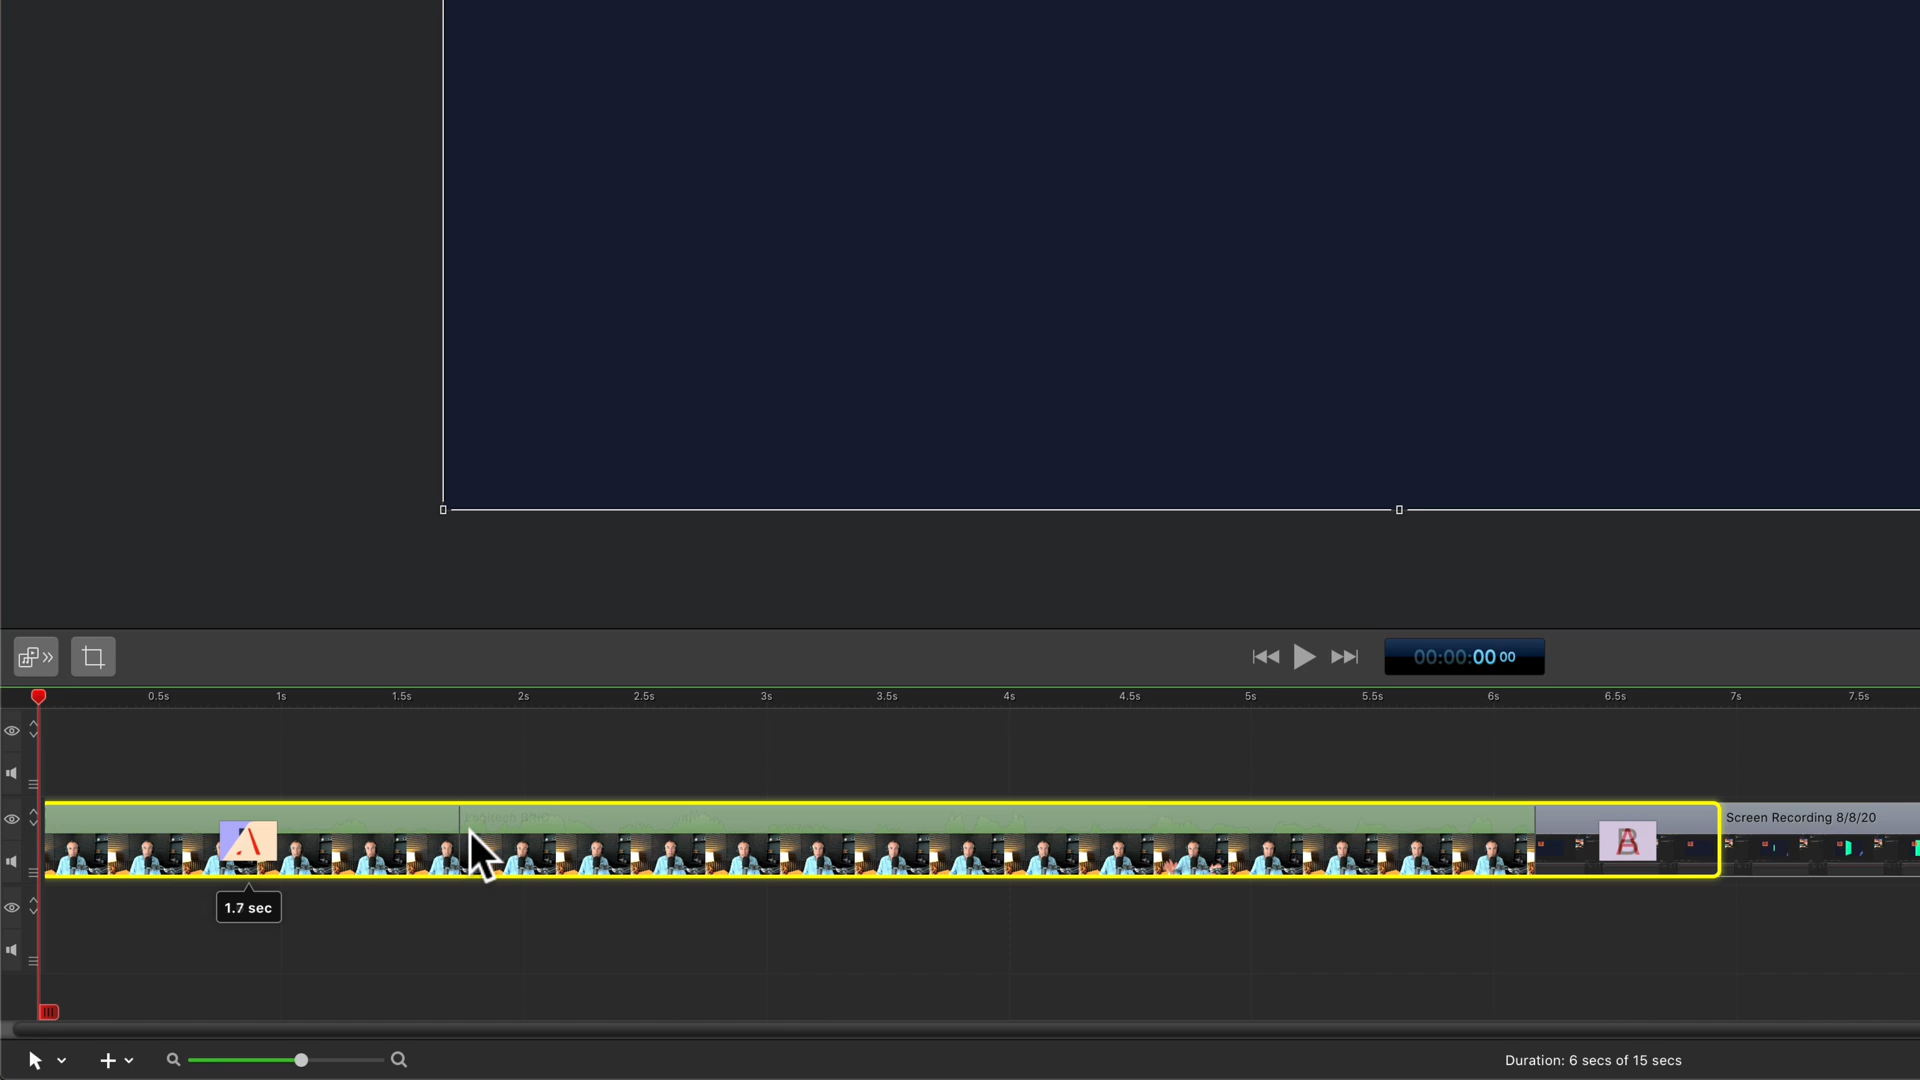 00:00:00 00
0.5s 1s 1.5s 2s 2.5s 3s 3.5s 4s 4.5s 5s 5.5s 6s 6.5s 7s 7.5s
Screen Recording 8/8/20
A
B
1.7 sec
Duration: 6 secs of 15 secs